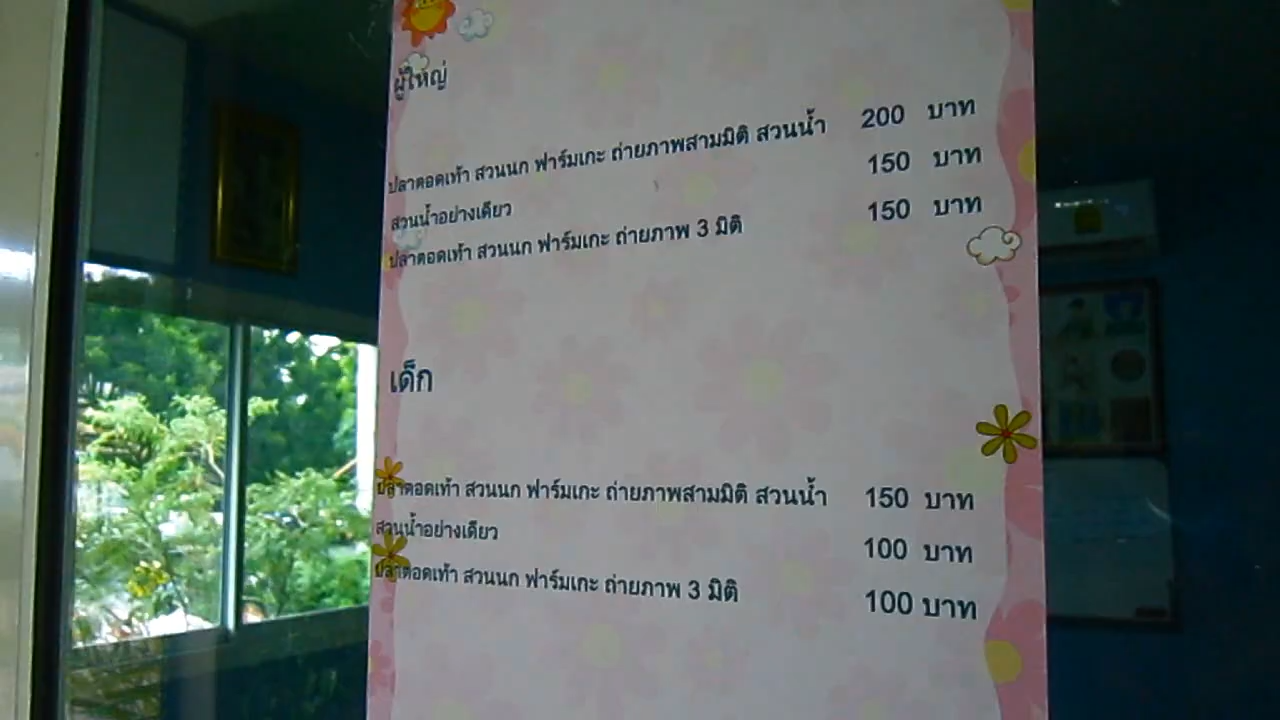 ผู้ใหญ่
ปลาตอดเท้า สวนนก ฟาร์มเกะ ถ่ายภาพสามมิติ สวนน้ำ 200 บาท
สวนน้ำอย่างเดียว 150 บาท
ปลาตอดเท้า สวนนก ฟาร์มเกะ ถ่ายภาพ 3 มิติ 150 บาท
เด็ก
ปลาตอดเท้า สวนนก ฟาร์มเกะ ถ่ายภาพสามมิติ สวนน้ำ 150 บาท
สวนน้ำอย่างเดียว 100 บาท
ปลาตอดเท้า สวนนก ฟาร์มเกะ ถ่ายภาพ 3 มิติ 100 บาท